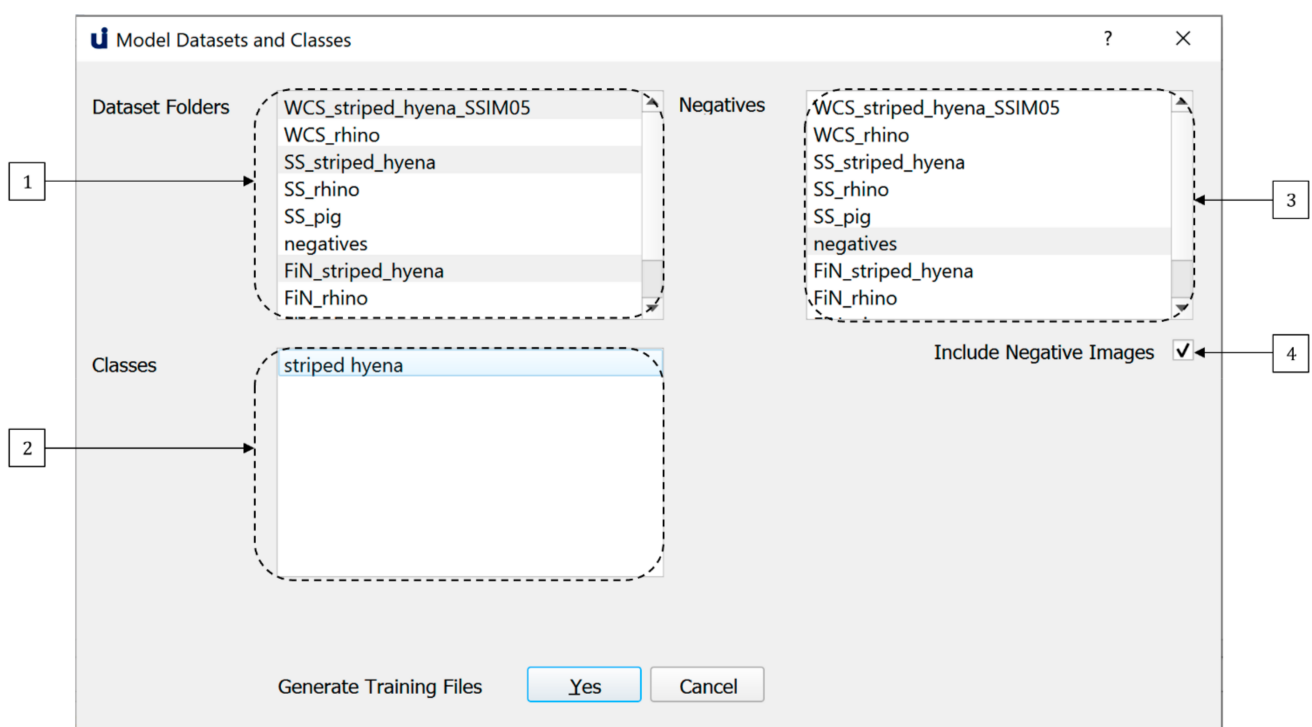 Model Datasets and Classes
?
Dataset Folders
WCS_striped_hyena_SSIM05
WCS_rhino
SS_striped_hyena
SS_rhino
SS_pig
negatives
FiN_striped_hyena
FiN_rhino
Negatives
WCS_striped_hyena_SSIM05
WCS_rhino
SS_striped_hyena
SS_rhino
SS_pig
negatives
FiN_striped_hyena
FiN_rhino
1
3
Classes
striped hyena
Include Negative Images
4
2
Generate Training Files
Yes
Cancel